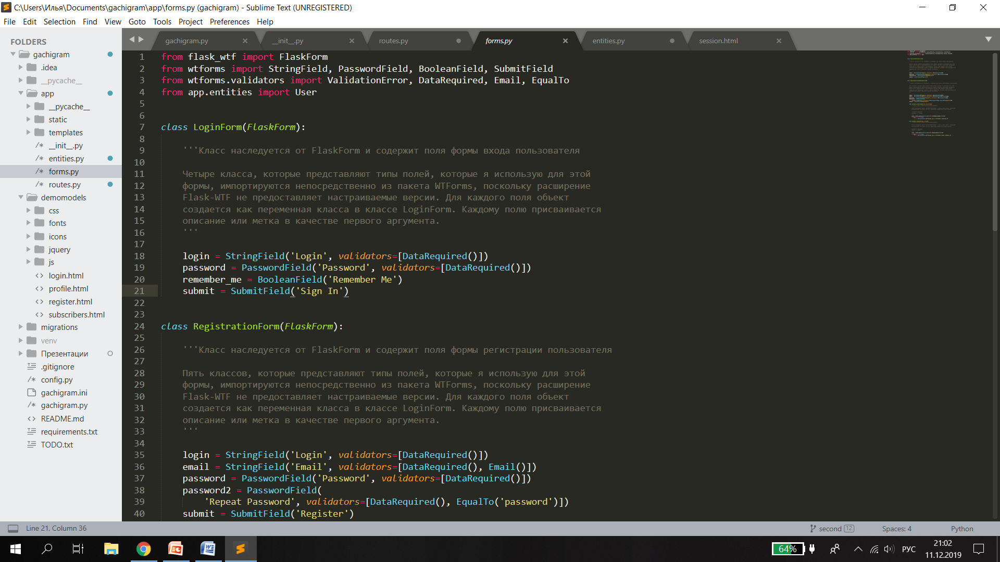 C:\Users\Илья\Documents\gachigram\app\forms.py (gachigram) - Sublime Text (UNREGISTERED)
File Edit Selection Find View Goto Tools Project Preferences Help
FOLDERS
gachigram
.idea
__pycache__
app
__pycache__
static
templates
__init__.py
entities.py
forms.py
routes.py
demomodels
css
fonts
icons
jquery
js
login.html
profile.html
register.html
subscribers.html
migrations
venv
Презентации
.gitignore
config.py
gachigram.ini
gachigram.py
README.md
requirements.txt
TODO.txt
gachigram.py __init__.py routes.py forms.py entities.py session.html
1 from flask_wtf import FlaskForm
2 from wtforms import StringField, PasswordField, BooleanField, SubmitField
3 from wtforms.validators import ValidationError, DataRequired, Email, EqualTo
4 from app.entities import User
5
6
7 class LoginForm(FlaskForm):
8
9 '''Класс наследуется от FlaskForm и содержит поля формы входа пользователя
10
11 Четыре класса, которые представляют типы полей, которые я использую для этой
12 формы, импортируются непосредственно из пакета WTForms, поскольку расширение
13 Flask-WTF не предоставляет настраиваемые версии. Для каждого поля объект
14 создается как переменная класса в классе LoginForm. Каждому полю присваивается
15 описание или метка в качестве первого аргумента.
16 '''
17
18 login = StringField('Login', validators=[DataRequired()])
19 password = PasswordField('Password', validators=[DataRequired()])
20 remember_me = BooleanField('Remember Me')
21 submit = SubmitField('Sign In')
22
23
24 class RegistrationForm(FlaskForm):
25
26 '''Класс наследуется от FlaskForm и содержит поля формы регистрации пользователя
27
28 Пять классов, которые представляют типы полей, которые я использую для этой
29 формы, импортируются непосредственно из пакета WTForms, поскольку расширение
30 Flask-WTF не предоставляет настраиваемые версии. Для каждого поля объект
31 создается как переменная класса в классе LoginForm. Каждому полю присваивается
32 описание или метка в качестве первого аргумента.
33 '''
34
35 login = StringField('Login', validators=[DataRequired()])
36 email = StringField('Email', validators=[DataRequired(), Email()])
37 password = PasswordField('Password', validators=[DataRequired()])
38 password2 = PasswordField(
39 'Repeat Password', validators=[DataRequired(), EqualTo('password')])
40 submit = SubmitField('Register')
Line 21, Column 36 second 12 Spaces: 4 Python
64% РУС 21:02
11.12.2019